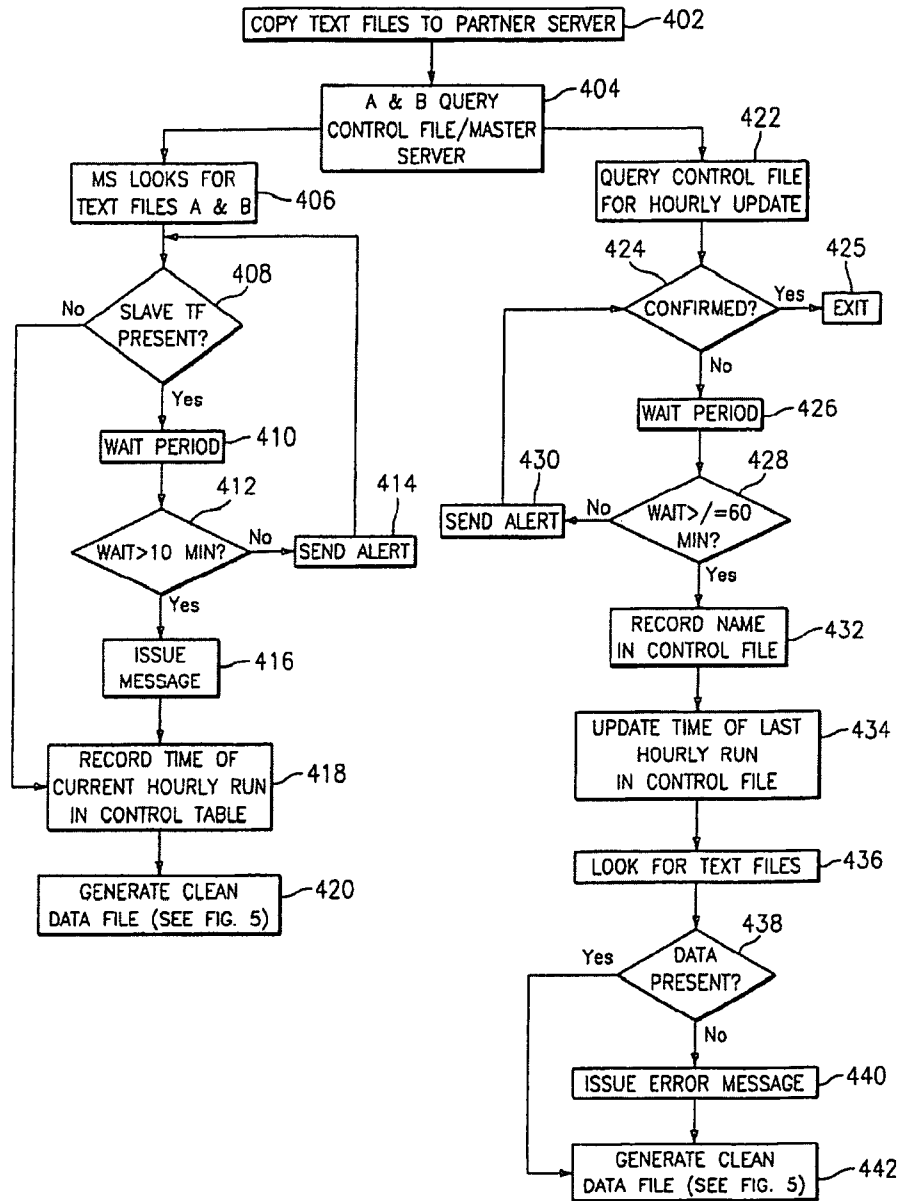 COPY TEXT FILES TO PARTNER SERVER
402
A & B QUERY
CONTROL FILE/MASTER
SERVER
404
MS LOOKS FOR
TEXT FILES A & B
406
SLAVE TF
PRESENT?
408
No
Yes
WAIT PERIOD
410
WAIT>10 MIN?
412
No
SEND ALERT
414
Yes
ISSUE
MESSAGE
416
RECORD TIME OF
CURRENT HOURLY RUN
IN CONTROL TABLE
418
GENERATE CLEAN
DATA FILE (SEE FIG. 5)
420
422
QUERY CONTROL FILE
FOR HOURLY UPDATE
424
CONFIRMED?
Yes
425
EXIT
No
WAIT PERIOD
426
428
WAIT>/=60
MIN?
No
430
SEND ALERT
Yes
RECORD NAME
IN CONTROL FILE
432
UPDATE TIME OF LAST
HOURLY RUN
IN CONTROL FILE
434
LOOK FOR TEXT FILES
436
438
DATA
PRESENT?
Yes
No
ISSUE ERROR MESSAGE
440
GENERATE CLEAN
DATA FILE (SEE FIG. 5)
442